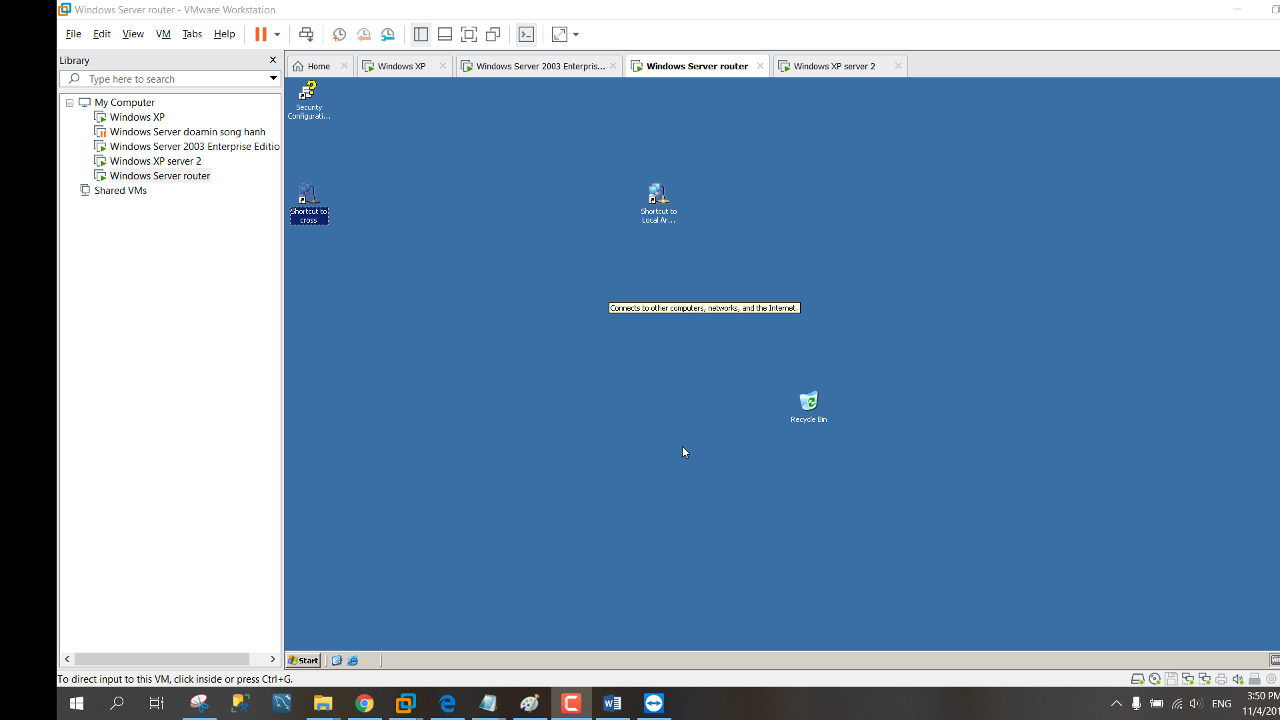 Windows Server router - VMware Workstation
File Edit View VM Tabs Help
Library
Type here to search
My Computer
Windows XP
Windows Server doamin song hanh
Windows Server 2003 Enterprise Editio
Windows XP server 2
Windows Server router
Shared VMs
Home
Windows XP
Windows Server 2003 Enterpris...
Windows Server router
Windows XP server 2
Security
Configurati...
Shortcut to
cross
Shortcut to
Local Ar...
Connects to other computers, networks, and the Internet.
Recycle Bin
Start
To direct input to this VM, click inside or press Ctrl+G.
ENG
3:50 PM
11/4/201